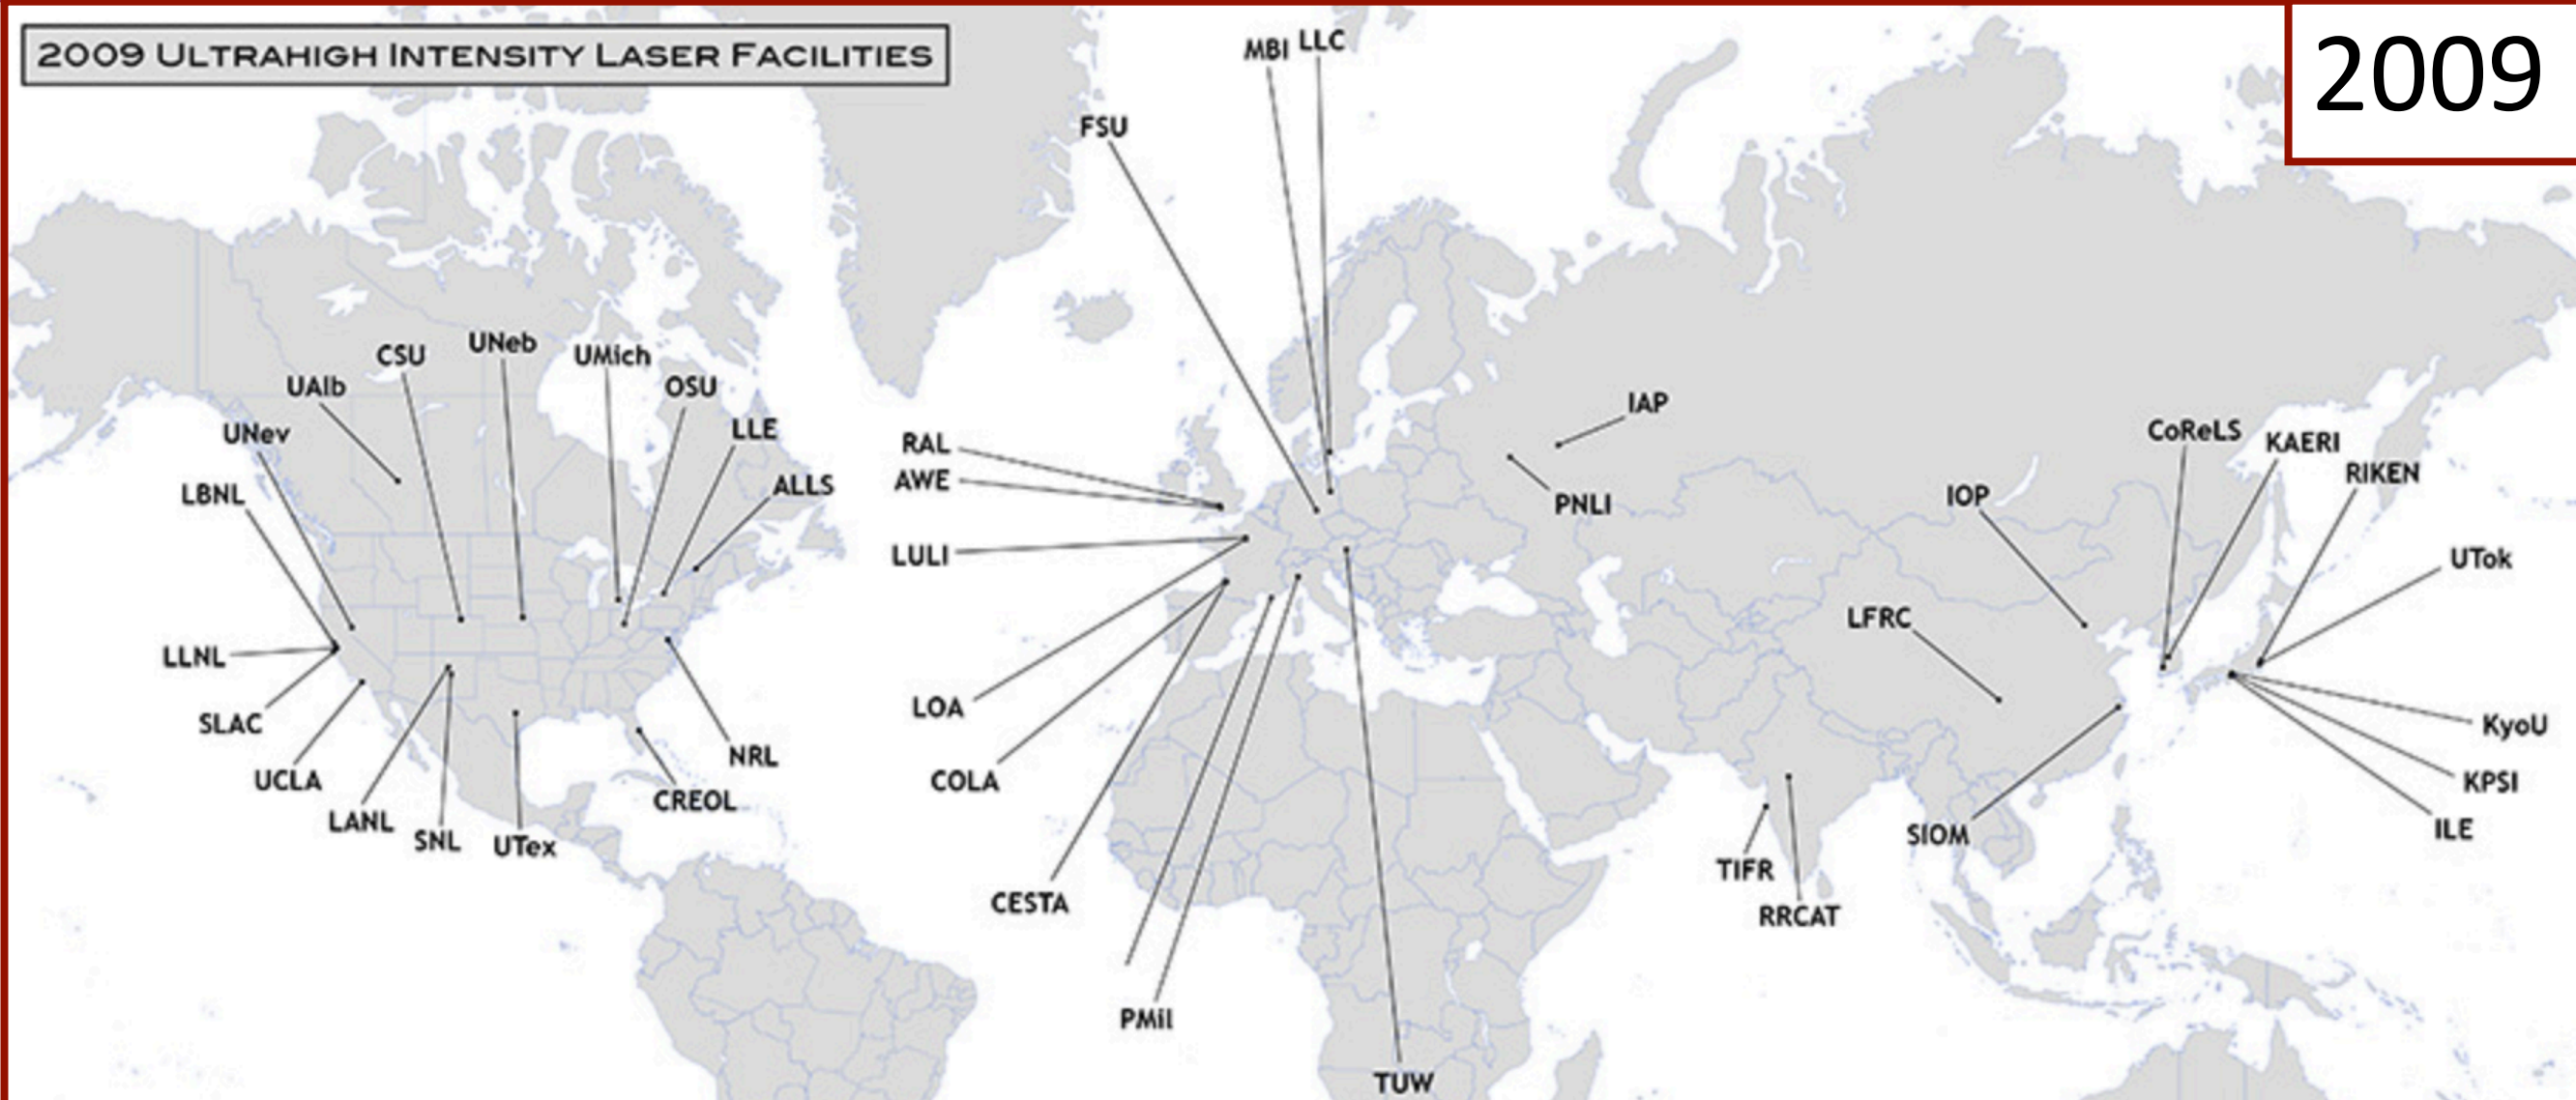 2009 ULTRAHIGH INTENSITY LASER FACILITIES
2009
MBI
LLC
FSU
UNeb
CSU
UMich
UAlb
OSU
LLE
UNev
ALLS
LBNL
LLNL
SLAC
UCLA
LANL
SNL
UTex
NRL
CREOL
RAL
AWE
LULI
LOA
COLA
CESTA
PMil
TUW
IAP
PNLI
CoReLS
KAERI
RIKEN
IOP
UTok
LFRC
KyoU
KPSI
ILE
SIOM
TIFR
RRCAT